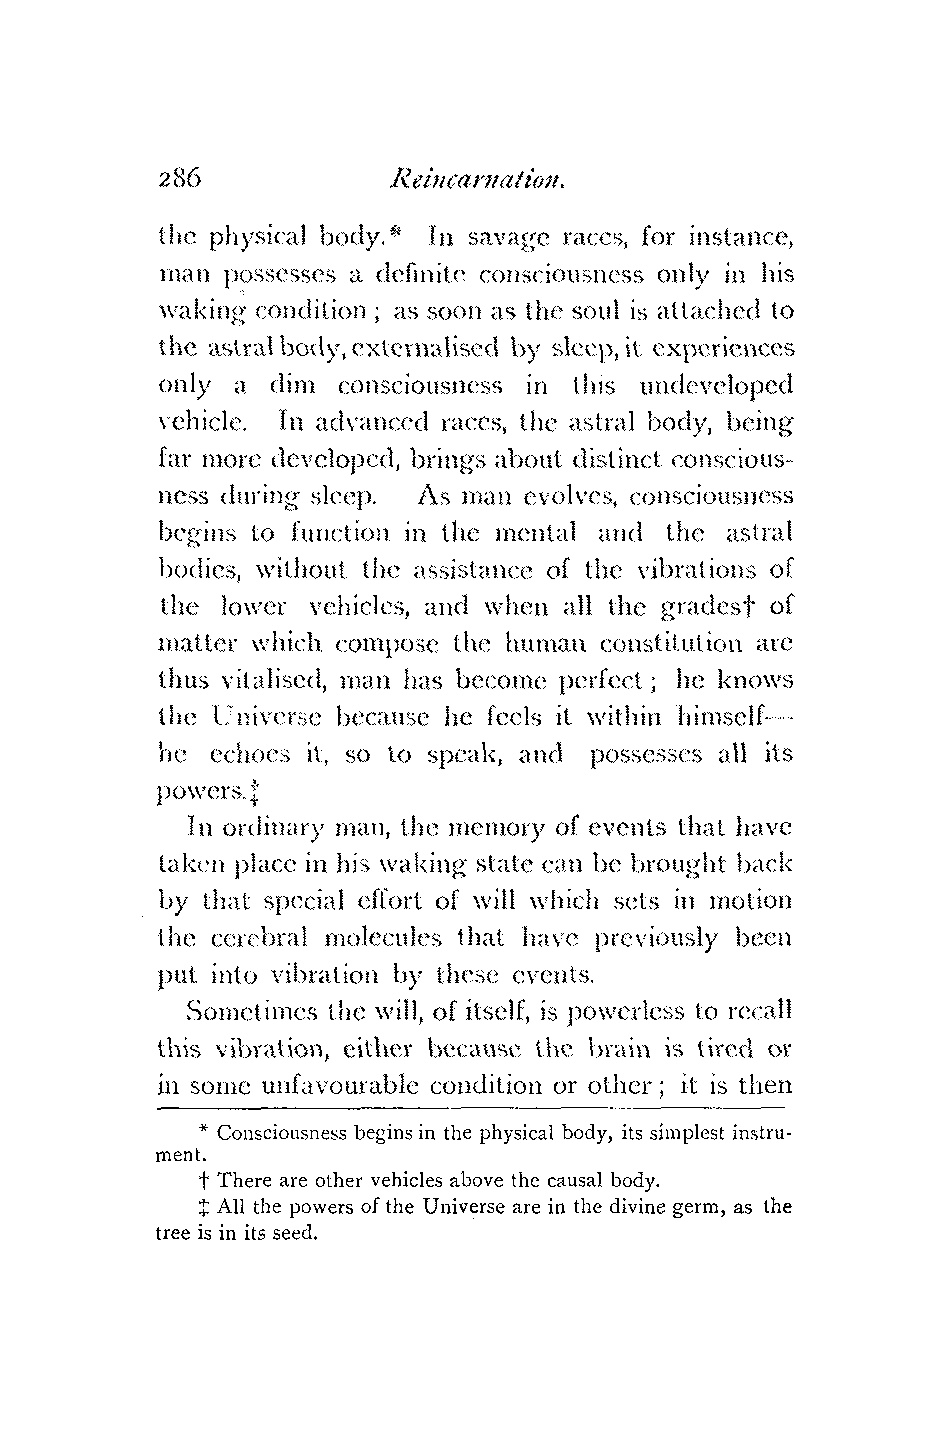 286 Reincarnation.
the physical body.* In savage races, for instance,
man possesses a definite consciousness only in his
waking condition ; as soon as the soul is attached to
the astral body, externalised by sleep, it experiences
only a dim consciousness in this undeveloped
vehicle. In advanced races, the astral body, being
far more developed, brings about distinct conscious-
ness during sleep. As man evolves, consciousness
begins to function in the mental and the astral
bodies, without the assistance of the vibrations of
the lower vehicles, and when all the grades† of
matter which compose the human constitution are
thus vitalised, man has become perfect ; he knows
the Universe because he feels it within himself—
he echoes it, so to speak, and possesses all its
powers.‡
In ordinary man, the memory of events that have
taken place in his waking state can be brought back
by that special effort of will which sets in motion
the cerebral molecules that have previously been
put into vibration by these events.
Sometimes the will, of itself, is powerless to recall
this vibration, either because the brain is tired or
in some unfavourable condition or other ; it is then
* Consciousness begins in the physical body, its simplest instru-
ment.
† There are other vehicles above the causal body.
‡ All the powers of the Universe are in the divine germ, as the
tree is in its seed.